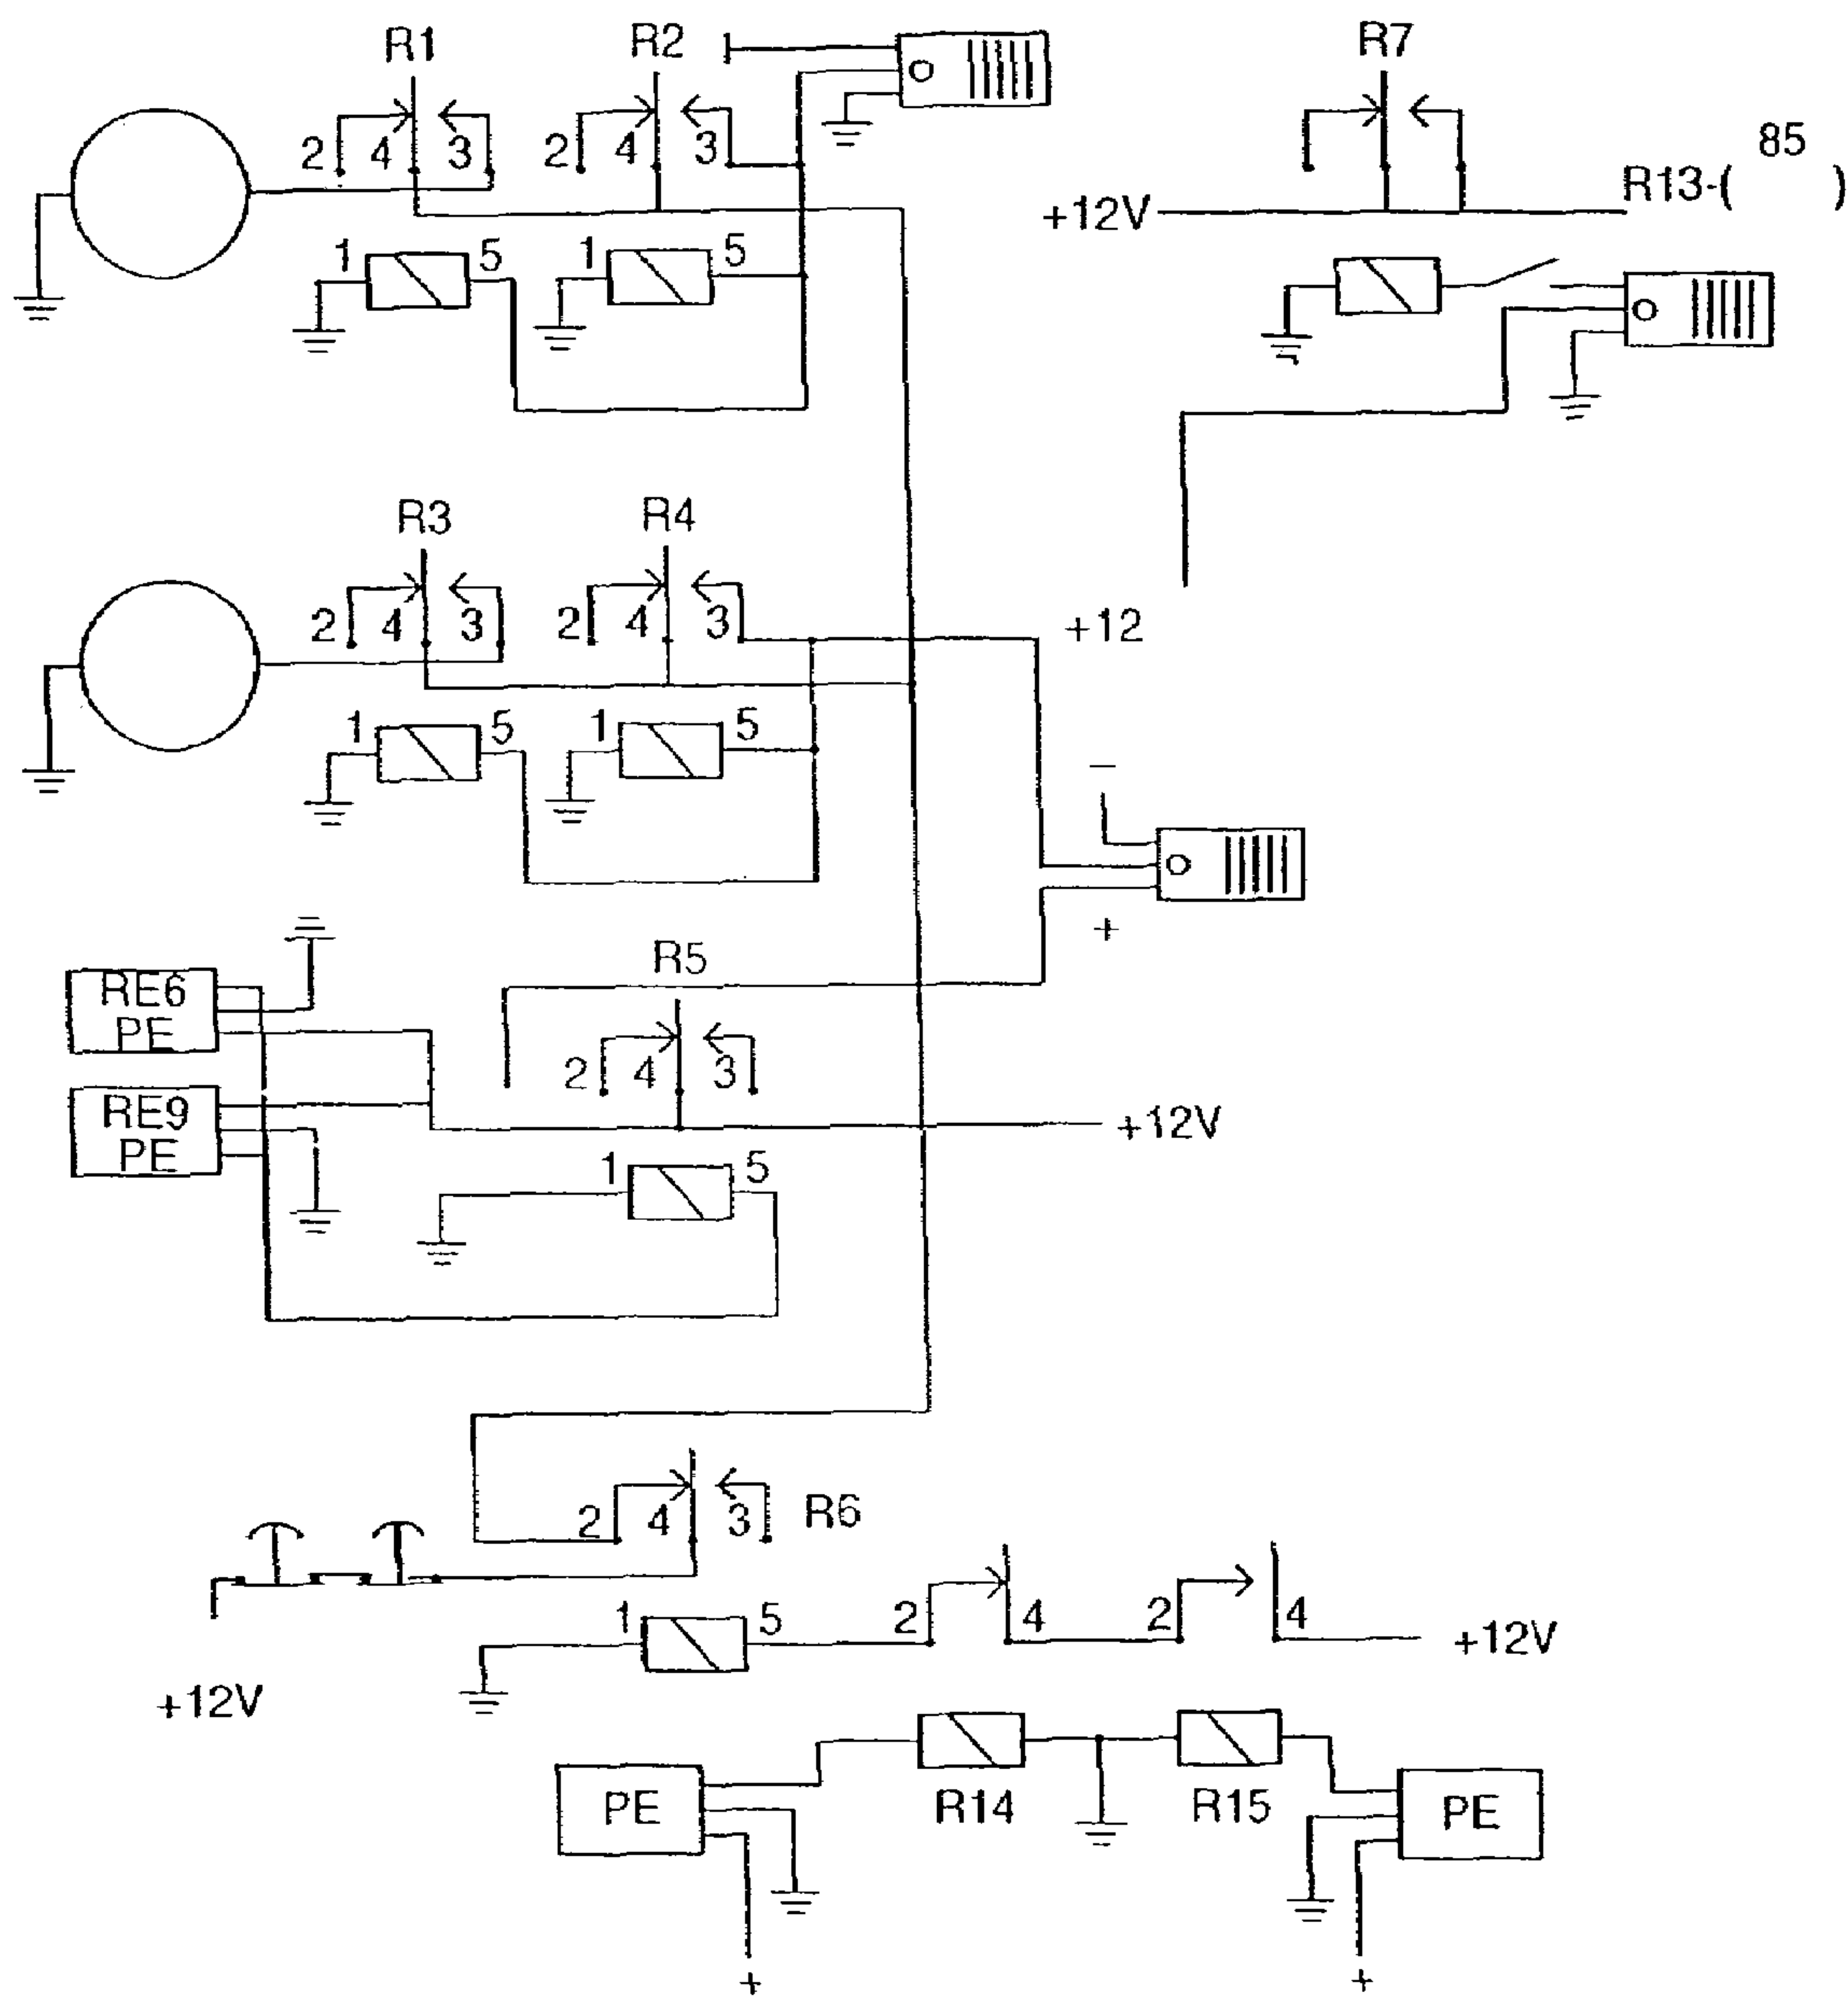 R1 R2 R7
2 4 3 2 4 3 85
+12V R13-( )
1 5 1 5
R3 R4
2 4 3 2 4 3 +12
1 5 1 5 −
+
R5
RE6
PE
2 4 3
RE9
PE
+12V
1 5
2 4 3 R6
1 5 2 4 2 4 +12V
+12V
PE R14 R15 PE
+ +